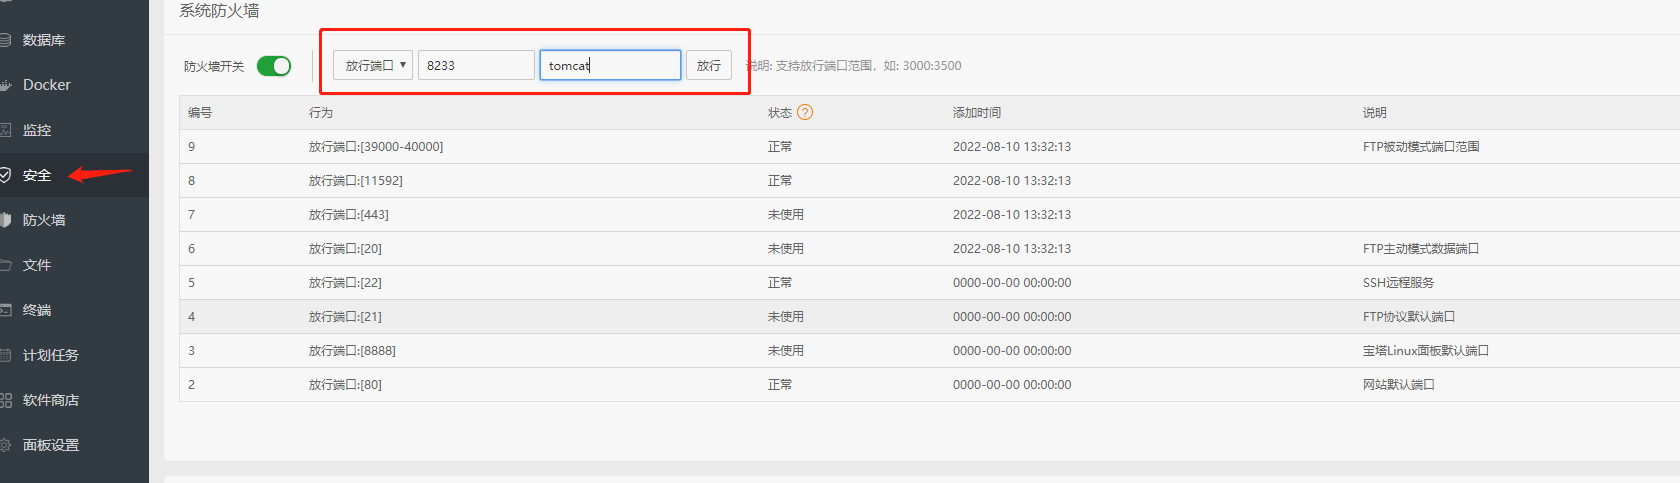 系统防火墙
数据库
Docker
监控
安全
防火墙
文件
终端
计划任务
软件商店
面板设置
防火墙开关 放行端口 8233 tomcat 放行 说明: 支持放行端口范围，如: 3000:3500
编号 行为 状态 ? 添加时间 说明
9 放行端口:[39000-40000] 正常 2022-08-10 13:32:13 FTP被动模式端口范围
8 放行端口:[11592] 正常 2022-08-10 13:32:13
7 放行端口:[443] 未使用 2022-08-10 13:32:13
6 放行端口:[20] 未使用 2022-08-10 13:32:13 FTP主动模式数据端口
5 放行端口:[22] 正常 0000-00-00 00:00:00 SSH远程服务
4 放行端口:[21] 未使用 0000-00-00 00:00:00 FTP协议默认端口
3 放行端口:[8888] 未使用 0000-00-00 00:00:00 宝塔Linux面板默认端口
2 放行端口:[80] 正常 0000-00-00 00:00:00 网站默认端口